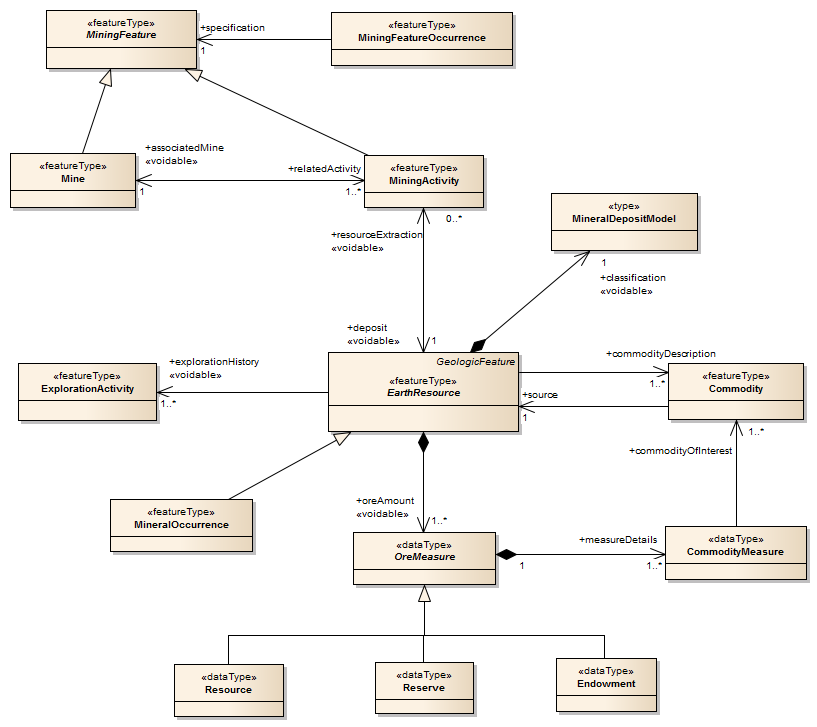 «featureType»
MiningFeature
+specification
1
«featureType»
MiningFeatureOccurrence
«featureType»
Mine
+associatedMine
«voidable»
1
+relatedActivity
1..*
«featureType»
MiningActivity
0..*
+resourceExtraction
«voidable»
«type»
MineralDepositModel
1
+classification
«voidable»
+deposit
«voidable»
1
«featureType»
ExplorationActivity
+explorationHistory
«voidable»
1..*
GeologicFeature
«featureType»
EarthResource
+commodityDescription
1..*
+source
1
«featureType»
Commodity
1..*
+commodityOfInterest
«featureType»
MineralOccurrence
+oreAmount
«voidable»
1..*
«dataType»
OreMeasure
1
+measureDetails
1..*
«dataType»
CommodityMeasure
«dataType»
Resource
«dataType»
Reserve
«dataType»
Endowment